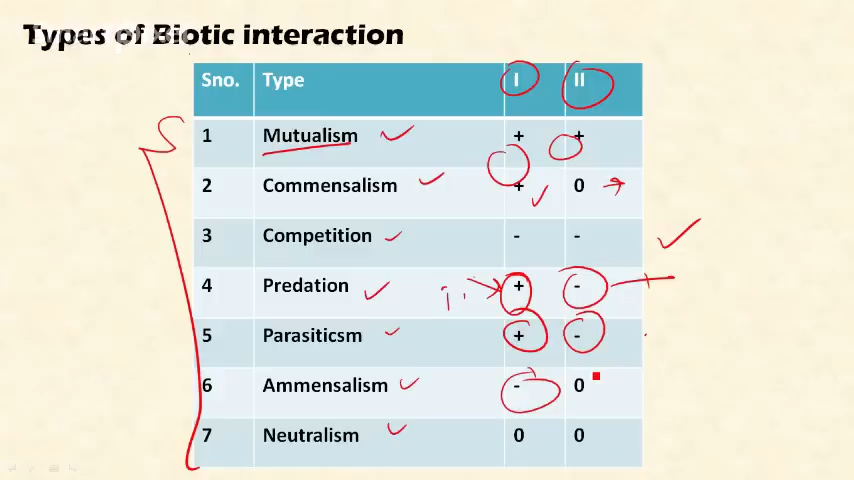 Types of Biotic interaction
Sno. Type I II
1 Mutualism + +
2 Commensalism + 0
3 Competition - -
4 Predation + -
5 Parasiticsm + -
6 Ammensalism - 0
7 Neutralism 0 0